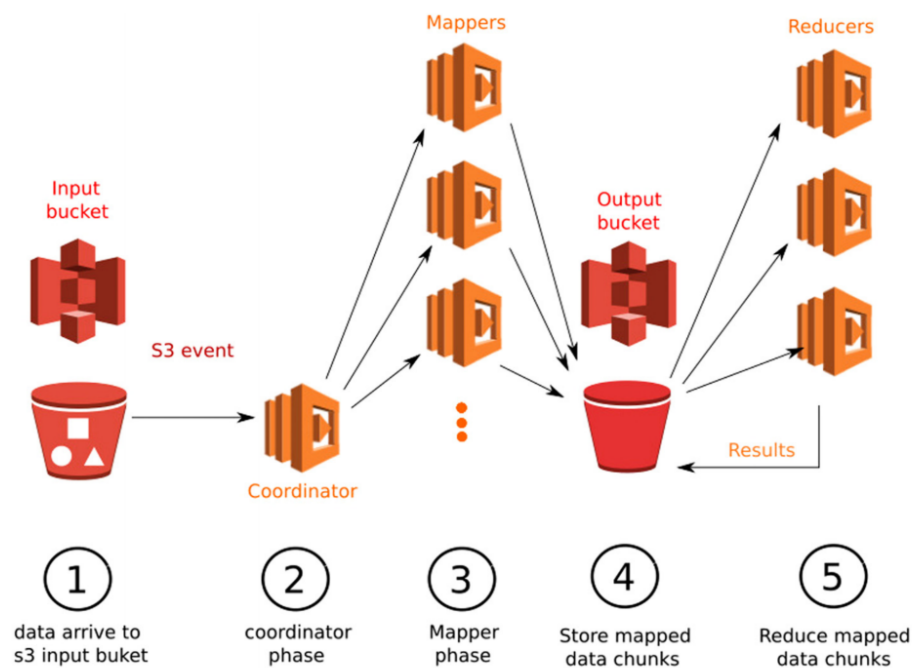 Mappers
Reducers
Input
bucket
Output
bucket
S3 event
Coordinator
Results
1
2
3
4
5
data arrive to
s3 input buket
coordinator
phase
Mapper
phase
Store mapped
data chunks
Reduce mapped
data chunks